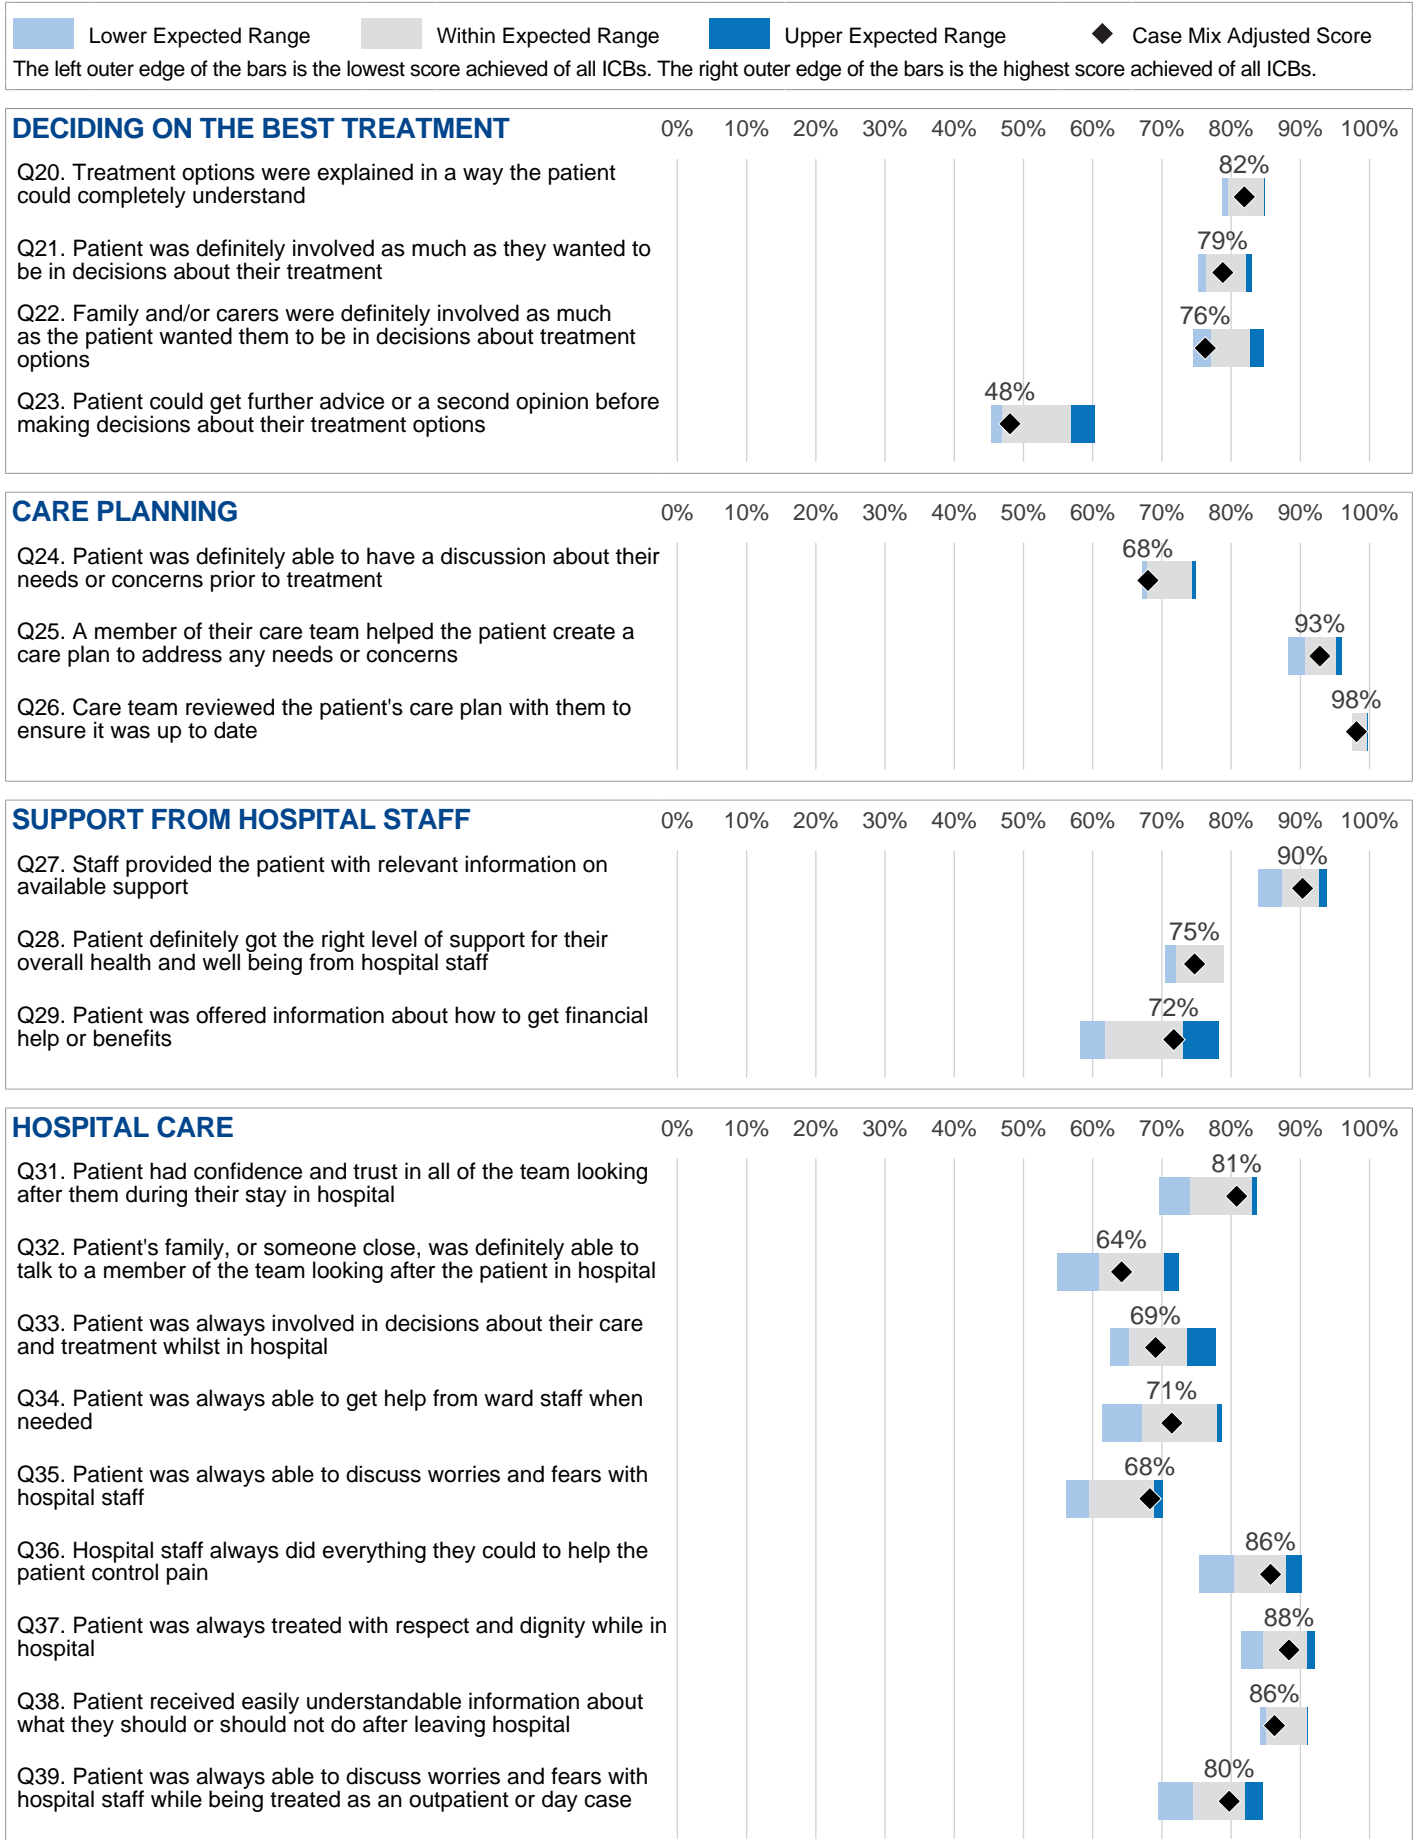 Lower Expected Range Within Expected Range Upper Expected Range Case Mix Adjusted Score
The left outer edge of the bars is the lowest score achieved of all ICBs. The right outer edge of the bars is the highest score achieved of all ICBs.
DECIDING ON THE BEST TREATMENT 0% 10% 20% 30% 40% 50% 60% 70% 80% 90% 100%
Q20. Treatment options were explained in a way the patient
could completely understand
82%
Q21. Patient was definitely involved as much as they wanted to
be in decisions about their treatment
79%
Q22. Family and/or carers were definitely involved as much
as the patient wanted them to be in decisions about treatment
options
76%
Q23. Patient could get further advice or a second opinion before
making decisions about their treatment options
48%
CARE PLANNING 0% 10% 20% 30% 40% 50% 60% 70% 80% 90% 100%
Q24. Patient was definitely able to have a discussion about their
needs or concerns prior to treatment
68%
Q25. A member of their care team helped the patient create a
care plan to address any needs or concerns
93%
Q26. Care team reviewed the patient's care plan with them to
ensure it was up to date
98%
SUPPORT FROM HOSPITAL STAFF 0% 10% 20% 30% 40% 50% 60% 70% 80% 90% 100%
Q27. Staff provided the patient with relevant information on
available support
90%
Q28. Patient definitely got the right level of support for their
overall health and well being from hospital staff
75%
Q29. Patient was offered information about how to get financial
help or benefits
72%
HOSPITAL CARE 0% 10% 20% 30% 40% 50% 60% 70% 80% 90% 100%
Q31. Patient had confidence and trust in all of the team looking
after them during their stay in hospital
81%
Q32. Patient's family, or someone close, was definitely able to
talk to a member of the team looking after the patient in hospital
64%
Q33. Patient was always involved in decisions about their care
and treatment whilst in hospital
69%
Q34. Patient was always able to get help from ward staff when
needed
71%
Q35. Patient was always able to discuss worries and fears with
hospital staff
68%
Q36. Hospital staff always did everything they could to help the
patient control pain
86%
Q37. Patient was always treated with respect and dignity while in
hospital
88%
Q38. Patient received easily understandable information about
what they should or should not do after leaving hospital
86%
Q39. Patient was always able to discuss worries and fears with
hospital staff while being treated as an outpatient or day case
80%